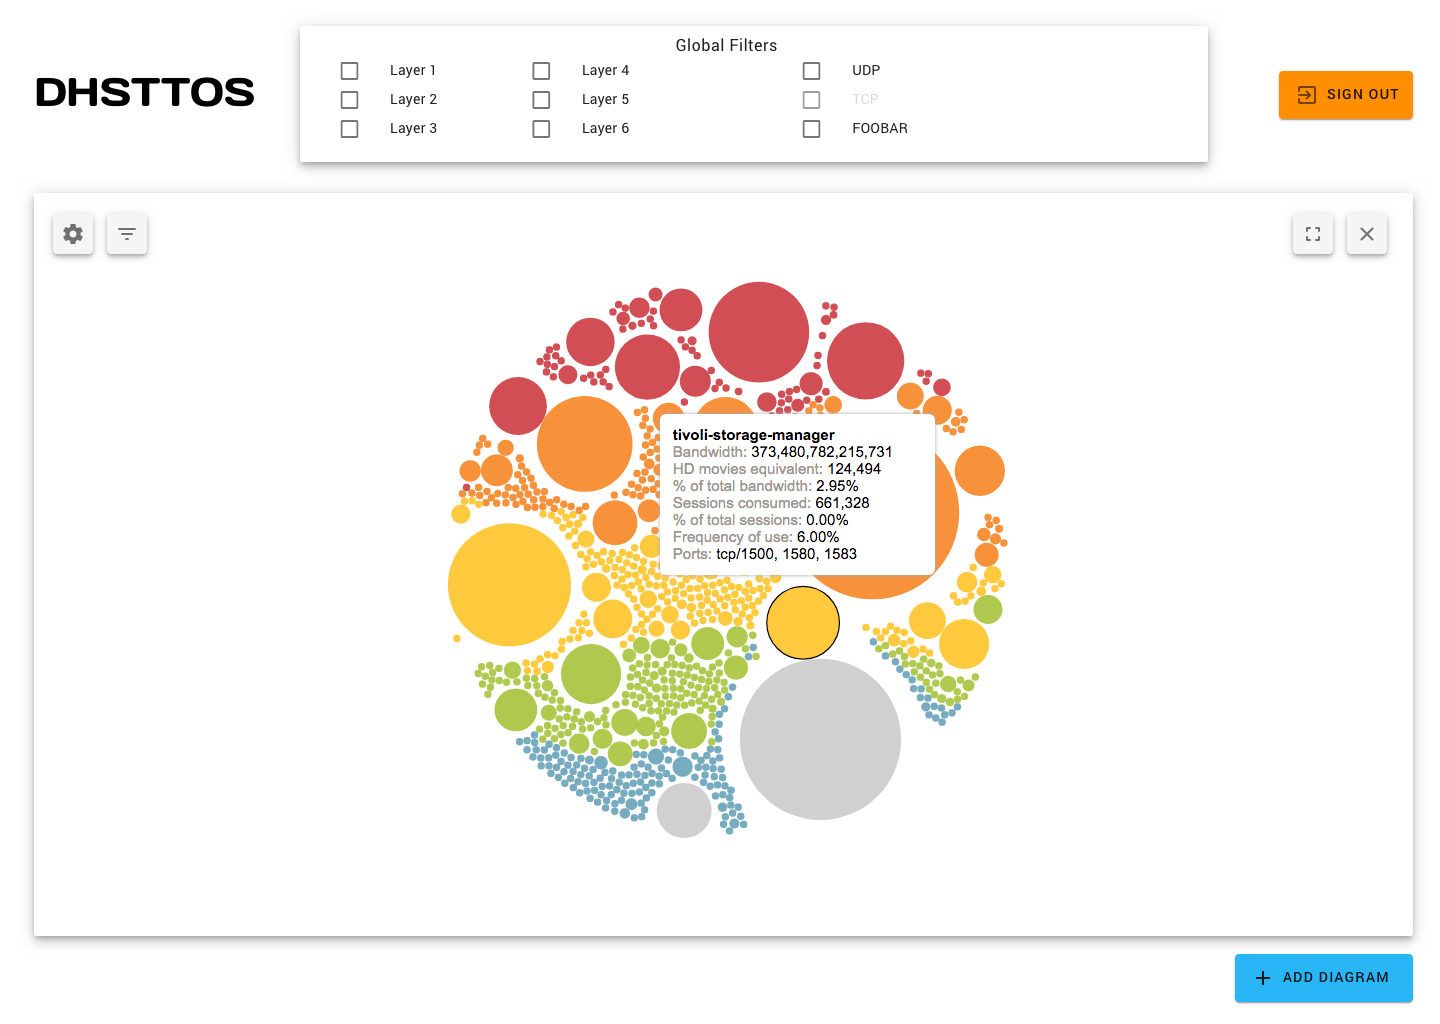 DHSTTOS
Global Filters
Layer 1
Layer 2
Layer 3
Layer 4
Layer 5
Layer 6
UDP
TCP
FOOBAR
SIGN OUT
tivoli-storage-manager
Bandwidth: 373,480,782,215,731
HD movies equivalent: 124,494
% of total bandwidth: 2.95%
Sessions consumed: 661,328
% of total sessions: 0.00%
Frequency of use: 6.00%
Ports: tcp/1500, 1580, 1583
ADD DIAGRAM